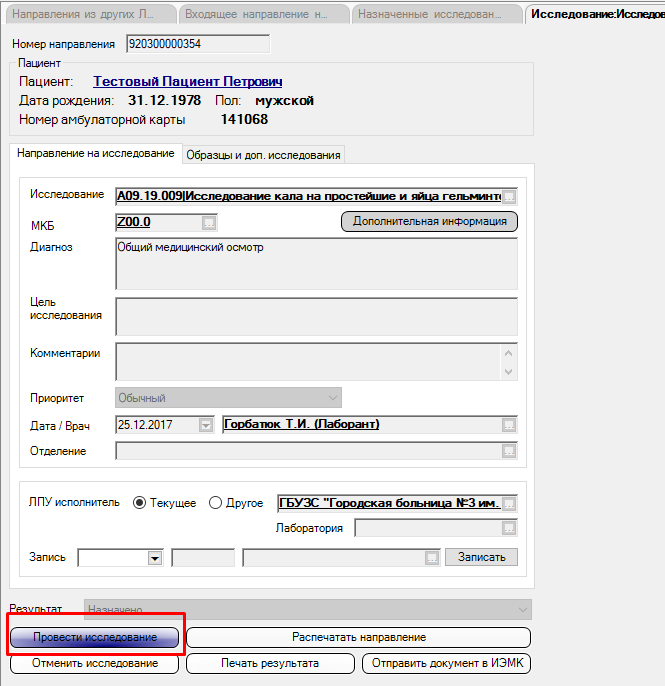 Направления из других Л...
Входящее направление н...
Назначенные исследован...
Исследование:Исследов
Номер направления 920300000354
Пациент
Пациент: Тестовый Пациент Петрович
Дата рождения: 31.12.1978 Пол: мужской
Номер амбулаторной карты 141068
Направление на исследование Образцы и доп. исследования
Исследование A09.19.009|Исследование кала на простейшие и яйца гельминто ...
МКБ Z00.0 ... Дополнительная информация
Диагноз Общий медицинский осмотр
Цель
исследования
Комментарии
Приоритет Обычный
Дата / Врач 25.12.2017 Горбатюк Т.И. (Лаборант) ...
Отделение ...
ЛПУ исполнитель Текущее Другое ГБУЗС "Городская больница №3 им. ...
Лаборатория ...
Запись ... Записать
Результат Назначено
Провести исследование Распечатать направление
Отменить исследование Печать результата Отправить документ в ИЭМК